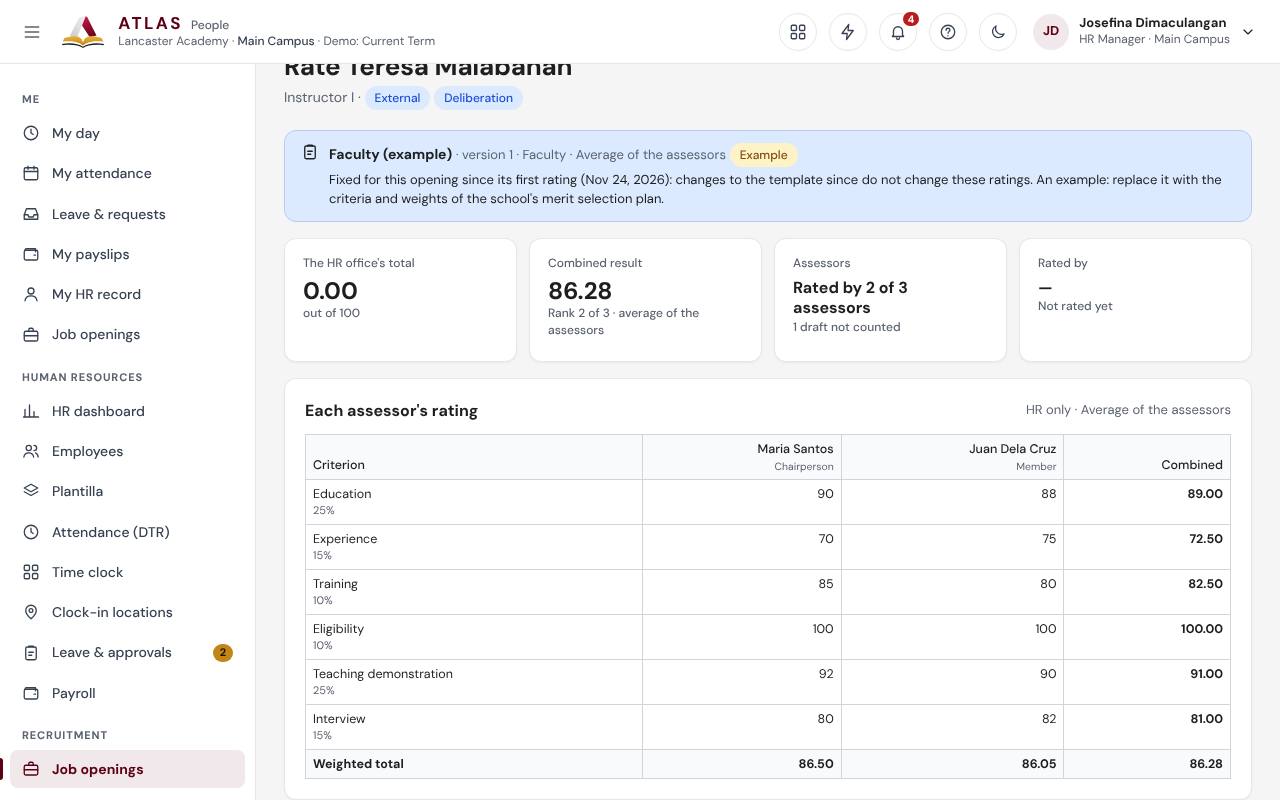 ATLAS People
Lancaster Academy · Main Campus · Demo: Current Term
4
JD
Josefina Dimaculangan
HR Manager · Main Campus
ME
My day
My attendance
Leave & requests
My payslips
My HR record
Job openings
HUMAN RESOURCES
HR dashboard
Employees
Plantilla
Attendance (DTR)
Time clock
Clock-in locations
Leave & approvals 2
Payroll
RECRUITMENT
Job openings
Rate Teresa Malabanan
Instructor I · External Deliberation
Faculty (example) · version 1 · Faculty · Average of the assessors Example
Fixed for this opening since its first rating (Nov 24, 2026): changes to the template since do not change these ratings. An example: replace it with the
criteria and weights of the school's merit selection plan.
The HR office's total
0.00
out of 100
Combined result
86.28
Rank 2 of 3 · average of the
assessors
Assessors
Rated by 2 of 3
assessors
1 draft not counted
Rated by
—
Not rated yet
Each assessor's rating
HR only · Average of the assessors
Criterion
Maria Santos
Chairperson
Juan Dela Cruz
Member
Combined
Education 90 88 89.00
25%
Experience 70 75 72.50
15%
Training 85 80 82.50
10%
Eligibility 100 100 100.00
10%
Teaching demonstration 92 90 91.00
25%
Interview 80 82 81.00
15%
Weighted total 86.50 86.05 86.28